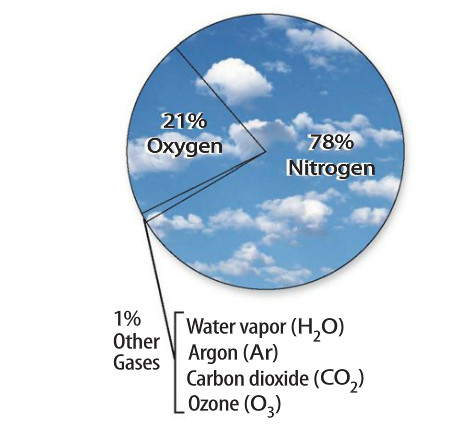 21%
Oxygen
78%
Nitrogen
1%
Other
Gases
Water vapor (H₂O)
Argon (Ar)
Carbon dioxide (CO₂)
Ozone (O₃)